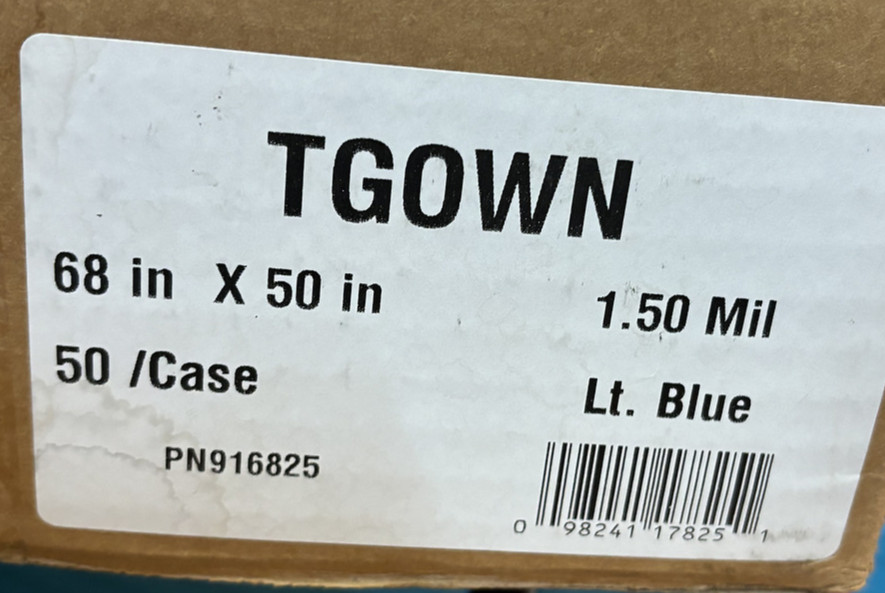 TGOWN
68 in X 50 in 1.50 Mil
50 /Case Lt. Blue
PN916825
0 98241 17825 1